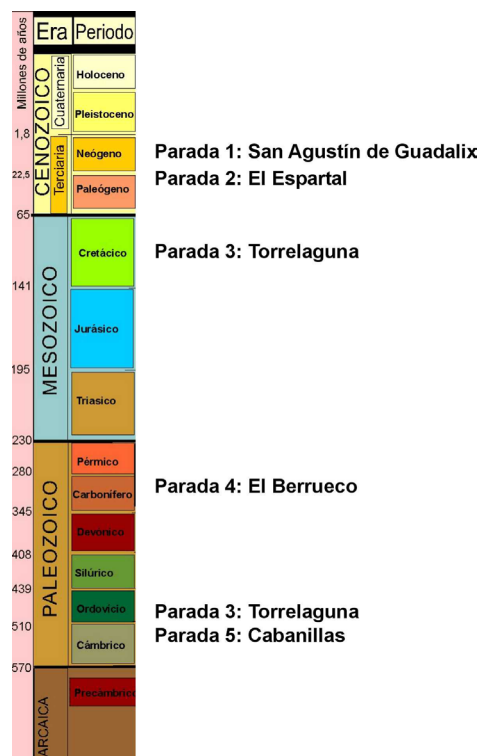 Millones de años
Era Periodo
CENOZOICO
Cuaternaria
Holoceno
Pleistoceno
1,8
Terciaria
Neógeno
Parada 1: San Agustín de Guadalix
22,5
Paleógeno
Parada 2: El Espartal
65
MESOZOICO
Cretácico
Parada 3: Torrelaguna
141
Jurásico
195
Triasico
230
PALEOZOICO
Pérmico
280
Carbonífero
Parada 4: El Berrueco
345
Devónico
408
Silúrico
439
Ordovicio
Parada 3: Torrelaguna
510
Cámbrico
Parada 5: Cabanillas
570
ARCAICA
Precámbrico